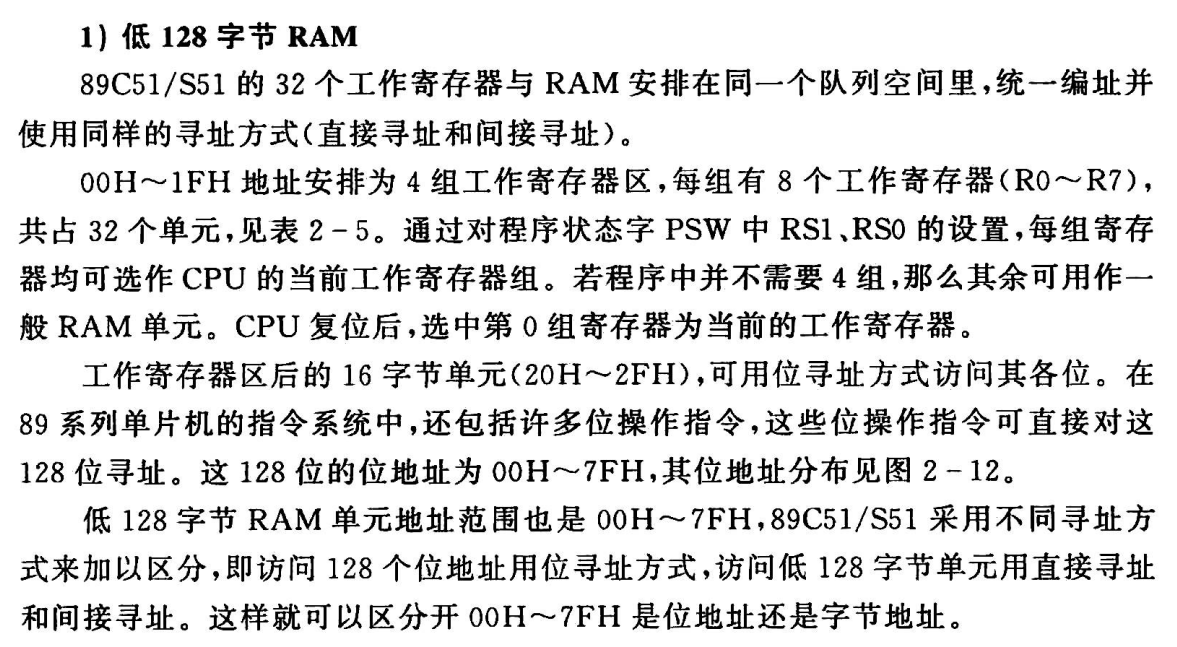 1) 低 128 字节 RAM
89C51/S51 的 32 个工作寄存器与 RAM 安排在同一个队列空间里,统一编址并
使用同样的寻址方式(直接寻址和间接寻址)。
00H～1FH 地址安排为 4 组工作寄存器区,每组有 8 个工作寄存器(R0～R7),
共占 32 个单元,见表 2-5。通过对程序状态字 PSW 中 RS1、RS0 的设置,每组寄存
器均可选作 CPU 的当前工作寄存器组。若程序中并不需要 4 组,那么其余可用作一
般 RAM 单元。CPU 复位后,选中第 0 组寄存器为当前的工作寄存器。
工作寄存器区后的 16 字节单元(20H～2FH),可用位寻址方式访问其各位。在
89 系列单片机的指令系统中,还包括许多位操作指令,这些位操作指令可直接对这
128 位寻址。这 128 位的位地址为 00H～7FH,其位地址分布见图 2-12。
低 128 字节 RAM 单元地址范围也是 00H～7FH,89C51/S51 采用不同寻址方
式来加以区分,即访问 128 个位地址用位寻址方式,访问低 128 字节单元用直接寻址
和间接寻址。这样就可以区分开 00H～7FH 是位地址还是字节地址。